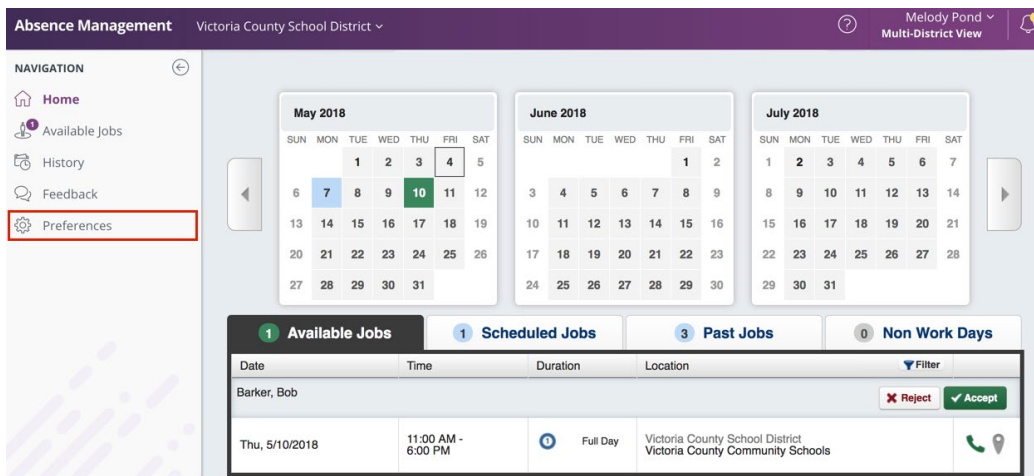 Absence Management Victoria County School District
Melody Pond
Multi-District View
NAVIGATION
Home
1
Available Jobs
History
Feedback
Preferences
May 2018
SUN MON TUE WED THU FRI SAT
1 2 3 4 5
6 7 8 9 10 11 12
13 14 15 16 17 18 19
20 21 22 23 24 25 26
27 28 29 30 31
June 2018
SUN MON TUE WED THU FRI SAT
1 2
3 4 5 6 7 8 9
10 11 12 13 14 15 16
17 18 19 20 21 22 23
24 25 26 27 28 29 30
July 2018
SUN MON TUE WED THU FRI SAT
1 2 3 4 5 6 7
8 9 10 11 12 13 14
15 16 17 18 19 20 21
22 23 24 25 26 27 28
29 30 31
1 Available Jobs 1 Scheduled Jobs 3 Past Jobs 0 Non Work Days
Date Time Duration Location Filter
Barker, Bob Reject Accept
Thu, 5/10/2018 11:00 AM -
6:00 PM
Full Day
Victoria County School District
Victoria County Community Schools